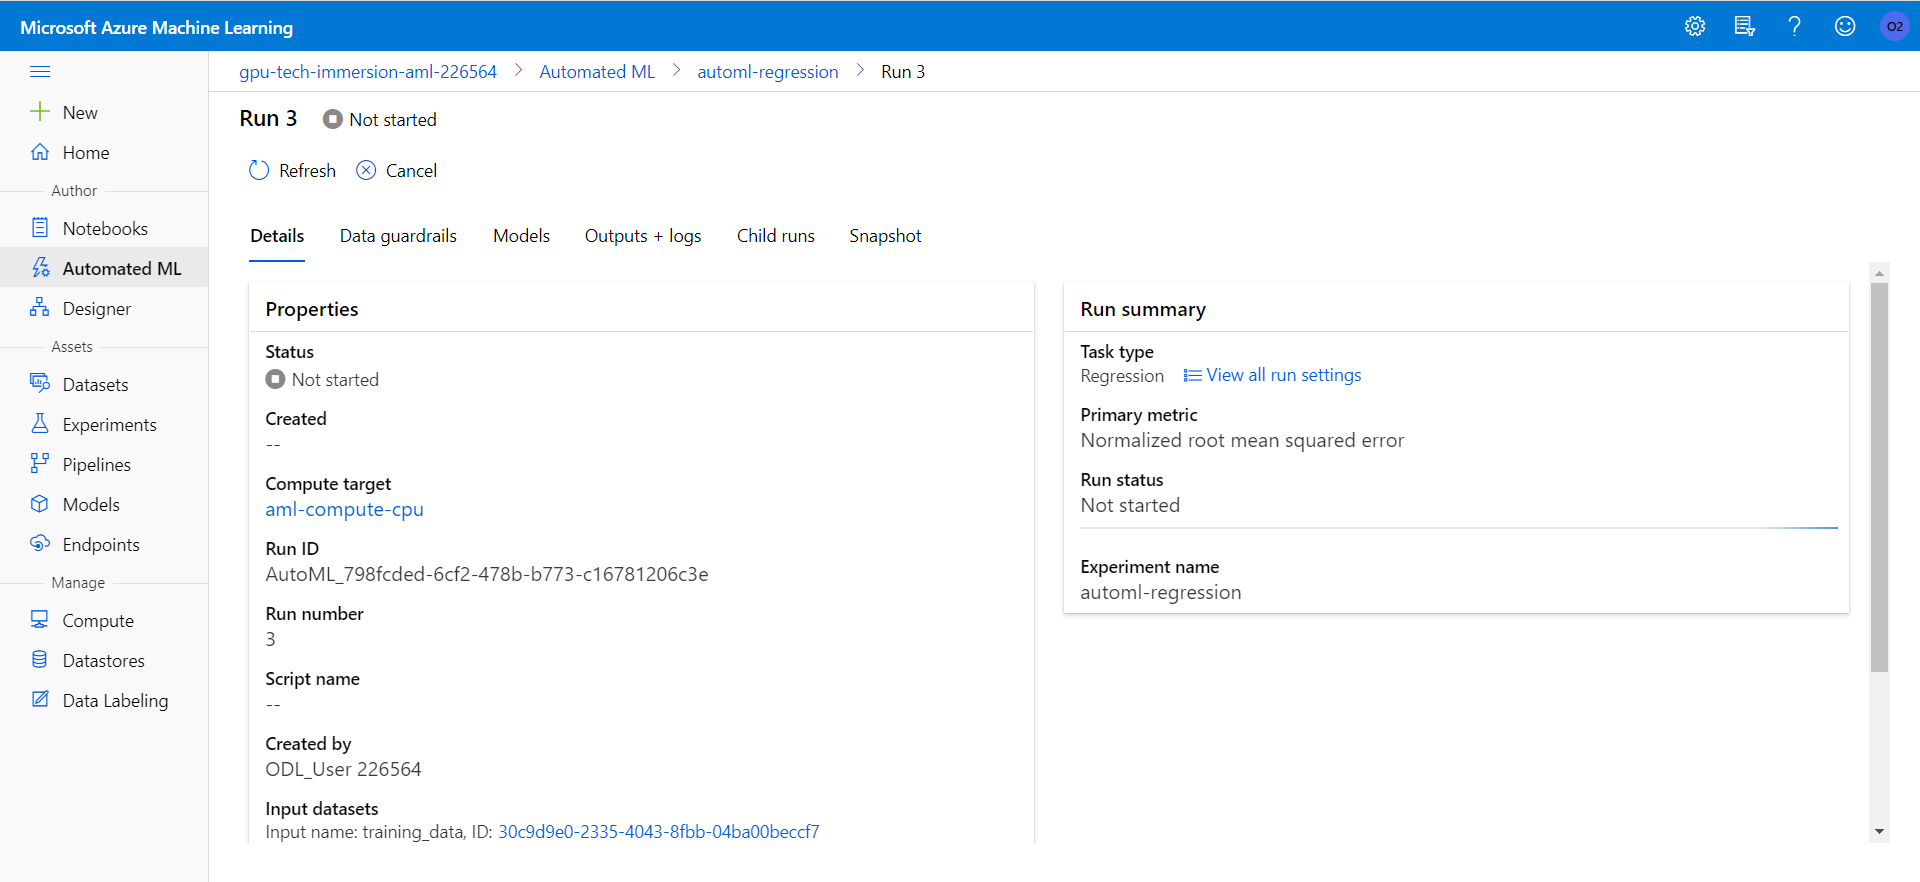 Microsoft Azure Machine Learning
O2
gpu-tech-immersion-aml-226564 > Automated ML > automl-regression > Run 3
New
Home
Author
Notebooks
Automated ML
Designer
Assets
Datasets
Experiments
Pipelines
Models
Endpoints
Manage
Compute
Datastores
Data Labeling
Run 3 Not started
Refresh Cancel
Details Data guardrails Models Outputs + logs Child runs Snapshot
Properties
Status
Not started
Created
--
Compute target
aml-compute-cpu
Run ID
AutoML_798fcded-6cf2-478b-b773-c16781206c3e
Run number
3
Script name
--
Created by
ODL_User 226564
Input datasets
Input name: training_data, ID: 30c9d9e0-2335-4043-8fbb-04ba00beccf7
Run summary
Task type
Regression View all run settings
Primary metric
Normalized root mean squared error
Run status
Not started
Experiment name
automl-regression